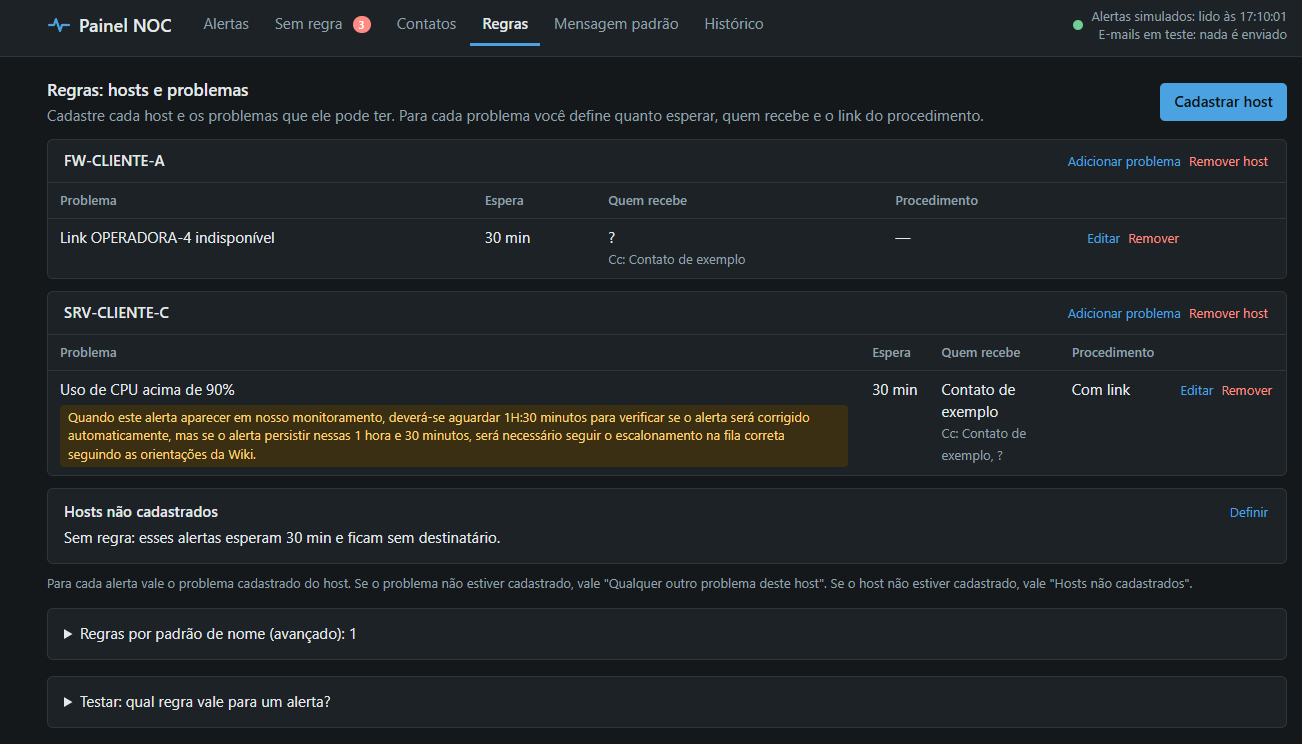 Painel NOC
Alertas
Sem regra 3
Contatos
Regras
Mensagem padrão
Histórico
Alertas simulados: lido às 17:10:01
E-mails em teste: nada é enviado
Regras: hosts e problemas
Cadastre cada host e os problemas que ele pode ter. Para cada problema você define quanto esperar, quem recebe e o link do procedimento.
Cadastrar host
FW-CLIENTE-A
Adicionar problema Remover host
Problema Espera Quem recebe Procedimento
Link OPERADORA-4 indisponível 30 min ? — Editar Remover
Cc: Contato de exemplo
SRV-CLIENTE-C
Adicionar problema Remover host
Problema Espera Quem recebe Procedimento
Uso de CPU acima de 90% 30 min Contato de Com link Editar Remover
exemplo
Cc: Contato de
exemplo, ?
Quando este alerta aparecer em nosso monitoramento, deverá-se aguardar 1H:30 minutos para verificar se o alerta será corrigido
automaticamente, mas se o alerta persistir nessas 1 hora e 30 minutos, será necessário seguir o escalonamento na fila correta
seguindo as orientações da Wiki.
Hosts não cadastrados
Definir
Sem regra: esses alertas esperam 30 min e ficam sem destinatário.
Para cada alerta vale o problema cadastrado do host. Se o problema não estiver cadastrado, vale "Qualquer outro problema deste host". Se o host não estiver cadastrado, vale "Hosts não cadastrados".
Regras por padrão de nome (avançado): 1
Testar: qual regra vale para um alerta?